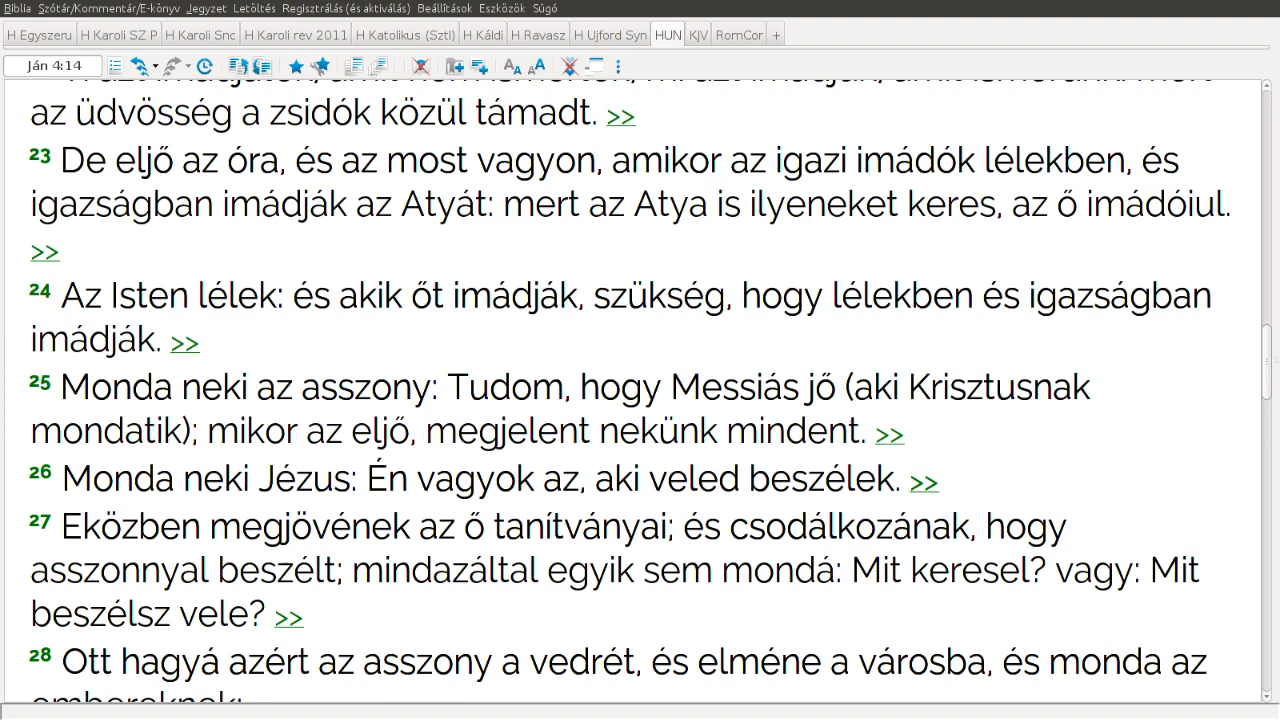 Biblia Szótár/Kommentár/E-könyv Jegyzet Letöltés Regisztrálás (és aktiválás) Beállítások Eszközök Súgó
H Egyszeru H Karoli SZ P H Karoli Snc H Karoli rev 2011 H Katolikus (Sztl) H Káldi H Ravasz H Ujford Syn HUN KJV RomCor +
Ján 4:14
az üdvösség a zsidók közül támadt. >>
23 De eljő az óra, és az most vagyon, amikor az igazi imádók lélekben, és
igazságban imádják az Atyát: mert az Atya is ilyeneket keres, az ő imádóiul.
>>
24 Az Isten lélek: és akik őt imádják, szükség, hogy lélekben és igazságban
imádják. >>
25 Monda neki az asszony: Tudom, hogy Messiás jő (aki Krisztusnak
mondatik); mikor az eljő, megjelent nekünk mindent. >>
26 Monda neki Jézus: Én vagyok az, aki veled beszélek. >>
27 Eközben megjövének az ő tanítványai; és csodálkozának, hogy
asszonnyal beszélt; mindazáltal egyik sem mondá: Mit keresel? vagy: Mit
beszélsz vele? >>
28 Ott hagyá azért az asszony a vedrét, és elméne a városba, és monda az